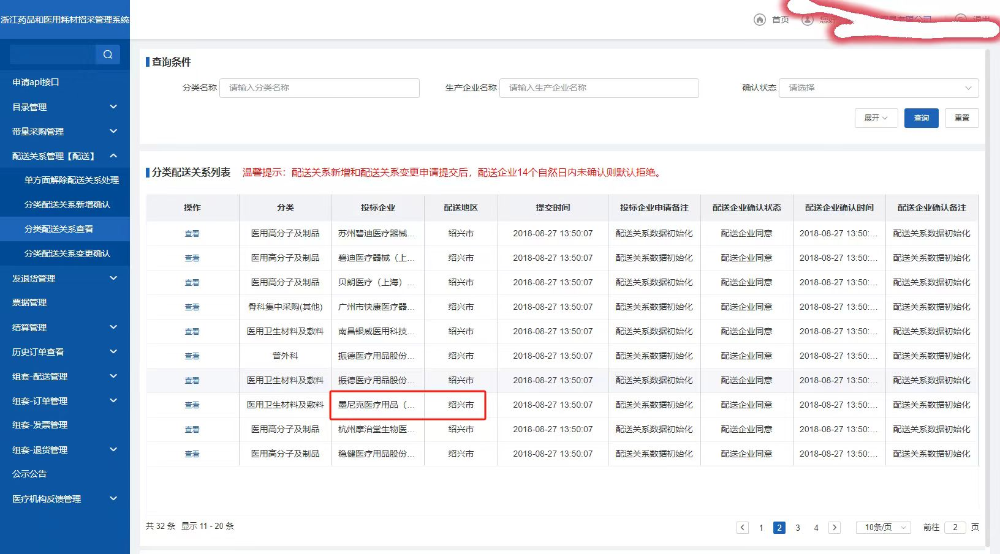 浙江药品和医用耗材招采管理系统
首页
您好
退出
申请api接口
目录管理
带量采购管理
配送关系管理【配送】
单方面解除配送关系处理
分类配送关系新增确认
分类配送关系查看
分类配送关系变更确认
发退货管理
票据管理
结算管理
历史订单查看
组套-配送管理
组套-订单管理
组套-发票管理
组套-退货管理
公示公告
医疗机构反馈管理
查询条件
分类名称 请输入分类名称 生产企业名称 请输入生产企业名称 确认状态 请选择
展开 查询 重置
分类配送关系列表 温馨提示：配送关系新增和配送关系变更申请提交后，配送企业14个自然日内未确认则默认拒绝。
操作 分类 投标企业 配送地区 提交时间 投标企业申请备注 配送企业确认状态 配送企业确认时间 配送企业确认备注
查看 医用高分子及制品 苏州碧迪医疗器械... 绍兴市 2018-08-27 13:50:07 配送关系数据初始化 配送企业同意 2018-08-27 13:50:... 配送关系数据初始化
查看 医用高分子及制品 碧迪医疗器械（上... 绍兴市 2018-08-27 13:50:07 配送关系数据初始化 配送企业同意 2018-08-27 13:50:... 配送关系数据初始化
查看 医用高分子及制品 贝朗医疗（上海）... 绍兴市 2018-08-27 13:50:07 配送关系数据初始化 配送企业同意 2018-08-27 13:50:... 配送关系数据初始化
查看 骨科集中采购(其他) 广州市快康医疗器... 绍兴市 2018-08-27 13:50:07 配送关系数据初始化 配送企业同意 2018-08-27 13:50:... 配送关系数据初始化
查看 医用卫生材料及敷料 南昌银威医用科技... 绍兴市 2018-08-27 13:50:07 配送关系数据初始化 配送企业同意 2018-08-27 13:50:... 配送关系数据初始化
查看 普外科 振德医疗用品股份... 绍兴市 2018-08-27 13:50:07 配送关系数据初始化 配送企业同意 2018-08-27 13:50:... 配送关系数据初始化
查看 医用卫生材料及敷料 振德医疗用品股份... 绍兴市 2018-08-27 13:50:07 配送关系数据初始化 配送企业同意 2018-08-27 13:50:... 配送关系数据初始化
查看 医用卫生材料及敷料 墨尼克医疗用品（... 绍兴市 2018-08-27 13:50:07 配送关系数据初始化 配送企业同意 2018-08-27 13:50:... 配送关系数据初始化
查看 医用高分子及制品 杭州摩治堂生物医... 绍兴市 2018-08-27 13:50:07 配送关系数据初始化 配送企业同意 2018-08-27 13:50:... 配送关系数据初始化
查看 医用高分子及制品 稳健医疗用品股份... 绍兴市 2018-08-27 13:50:07 配送关系数据初始化 配送企业同意 2018-08-27 13:50:... 配送关系数据初始化
共 32 条 显示 11 - 20 条
1 2 3 4 10条/页 前往 2 页